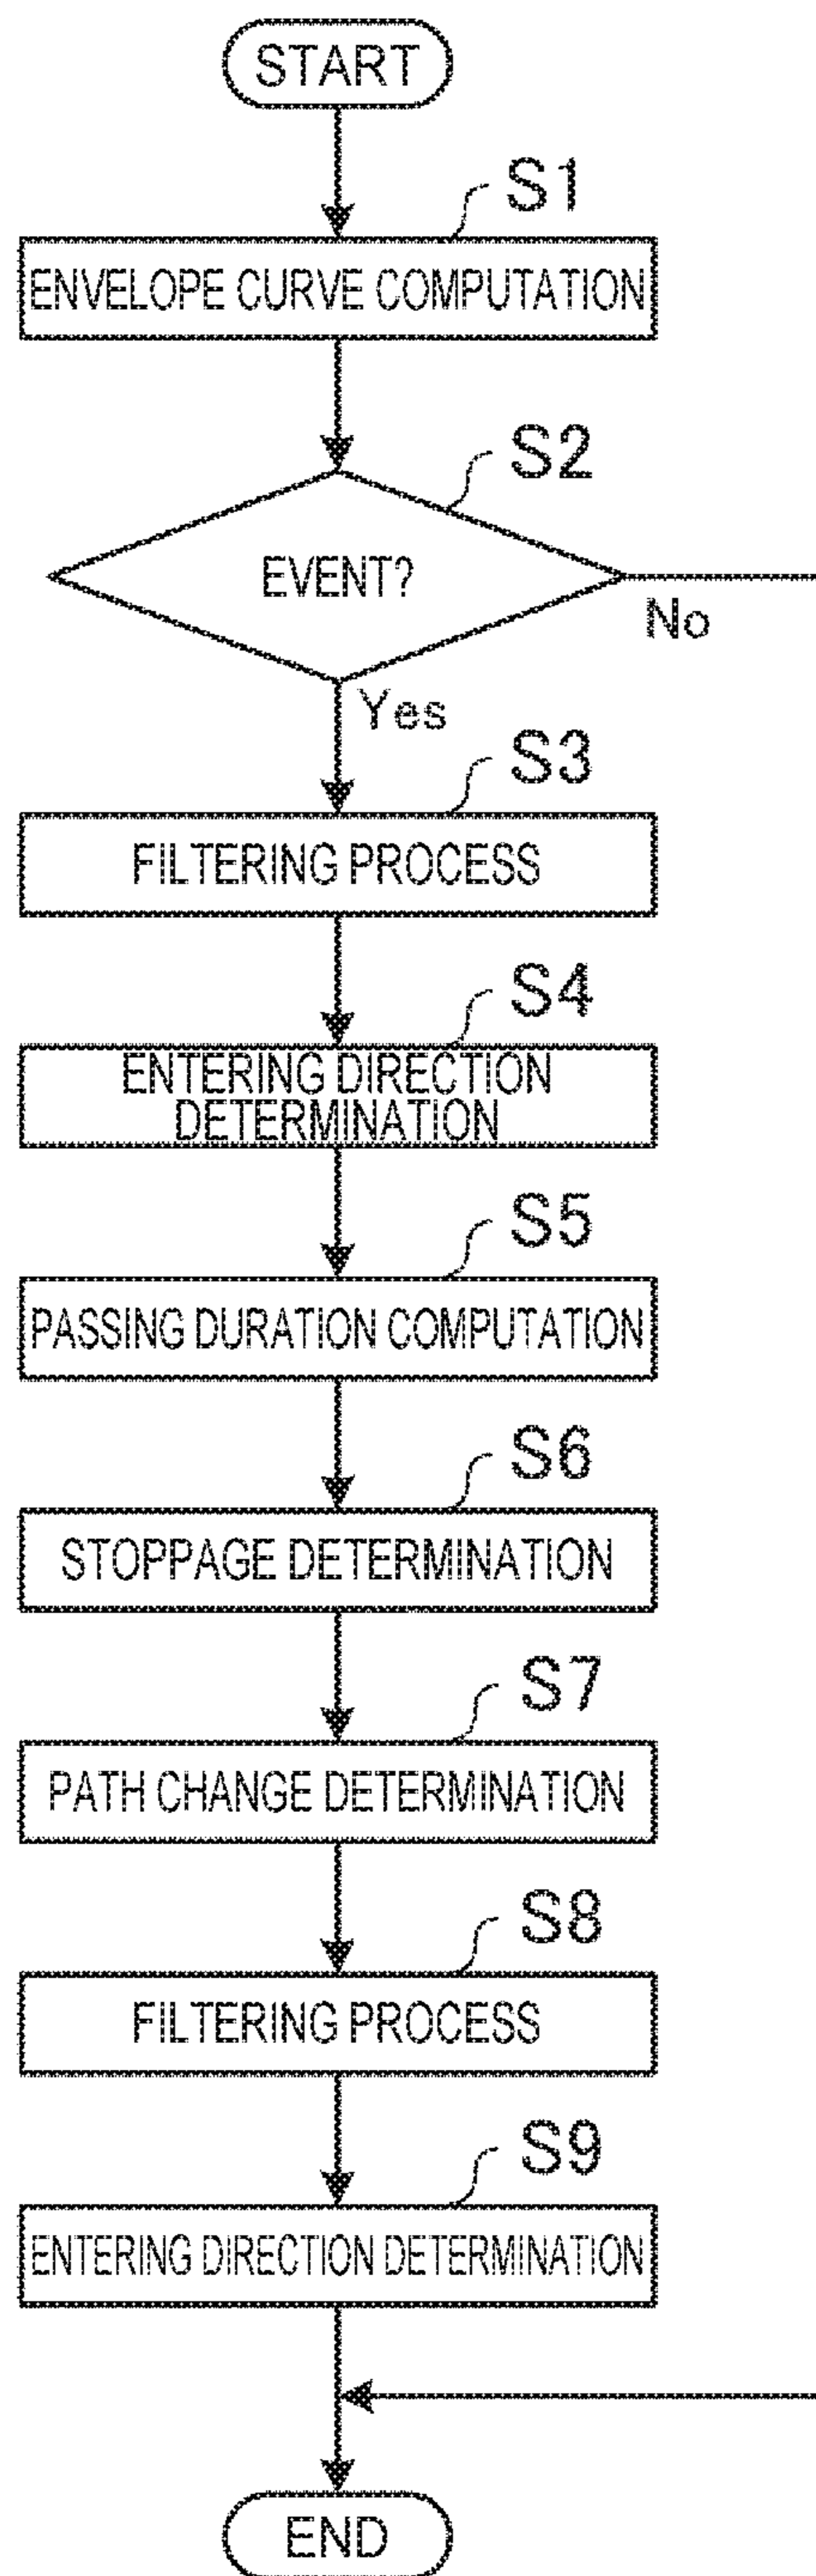 START
S1
ENVELOPE CURVE COMPUTATION
S2
EVENT?
No
Yes
S3
FILTERING PROCESS
S4
ENTERING DIRECTION
DETERMINATION
S5
PASSING DURATION COMPUTATION
S6
STOPPAGE DETERMINATION
S7
PATH CHANGE DETERMINATION
S8
FILTERING PROCESS
S9
ENTERING DIRECTION DETERMINATION
END